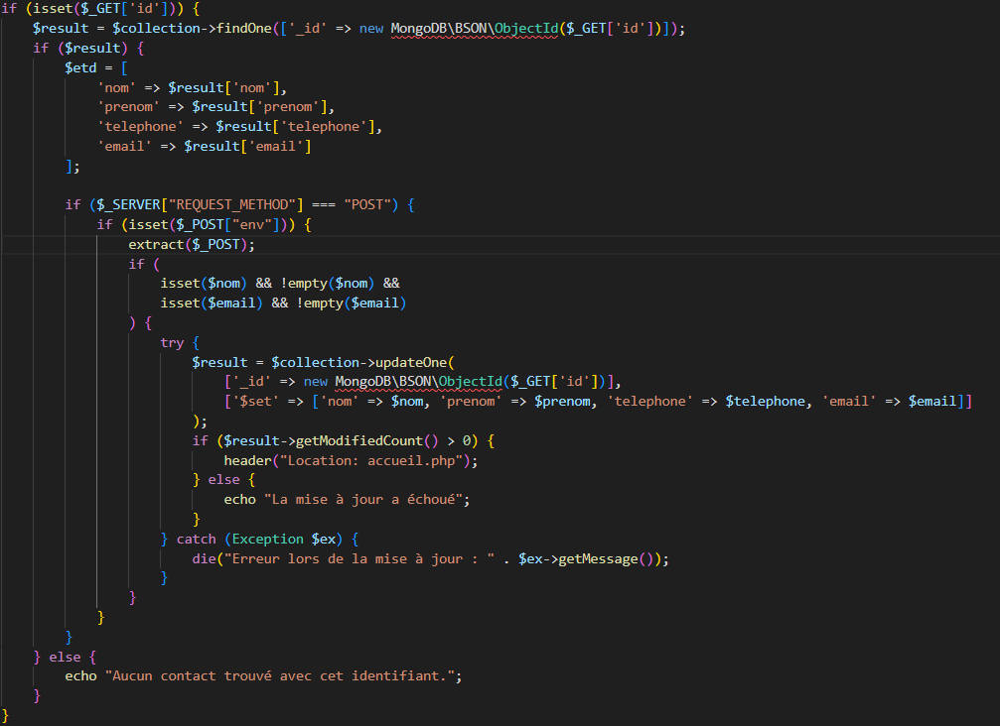 if (isset($_GET['id'])) {
    $result = $collection->findOne(['_id' => new MongoDB\BSON\ObjectId($_GET['id'])]);
    if ($result) {
        $etd = [
            'nom' => $result['nom'],
            'prenom' => $result['prenom'],
            'telephone' => $result['telephone'],
            'email' => $result['email']
        ];

        if ($_SERVER["REQUEST_METHOD"] === "POST") {
            if (isset($_POST["env"])) {
                extract($_POST);
                if (
                    isset($nom) && !empty($nom) &&
                    isset($email) && !empty($email)
                ) {
                    try {
                        $result = $collection->updateOne(
                            ['_id' => new MongoDB\BSON\ObjectId($_GET['id'])],
                            ['$set' => ['nom' => $nom, 'prenom' => $prenom, 'telephone' => $telephone, 'email' => $email]]
                        );
                        if ($result->getModifiedCount() > 0) {
                            header("Location: accueil.php");
                        } else {
                            echo "La mise à jour a échoué";
                        }
                    } catch (Exception $ex) {
                        die("Erreur lors de la mise à jour : " . $ex->getMessage());
                    }
                }
            }
        }
    } else {
        echo "Aucun contact trouvé avec cet identifiant.";
    }
}